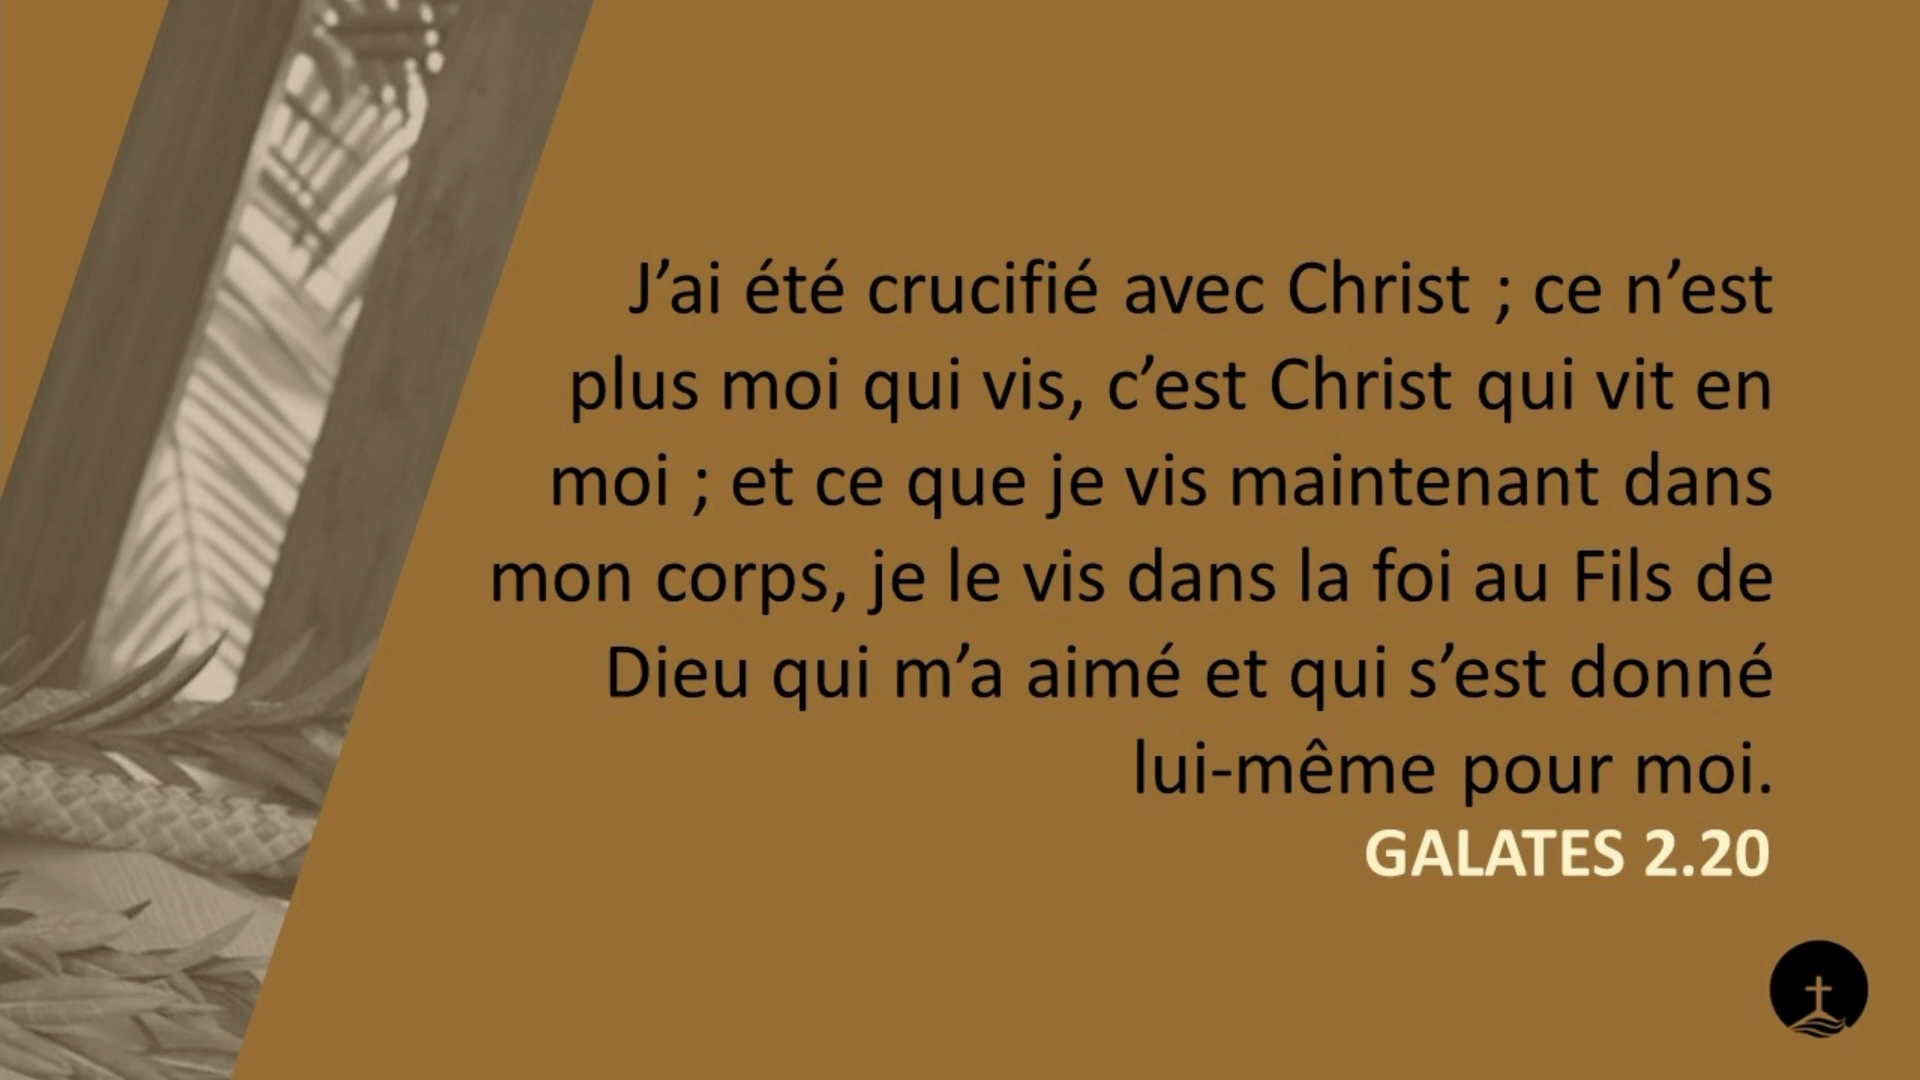 J’ai été crucifié avec Christ ; ce n’est
plus moi qui vis, c’est Christ qui vit en
moi ; et ce que je vis maintenant dans
mon corps, je le vis dans la foi au Fils de
Dieu qui m’a aimé et qui s’est donné
lui-même pour moi.
GALATES 2.20